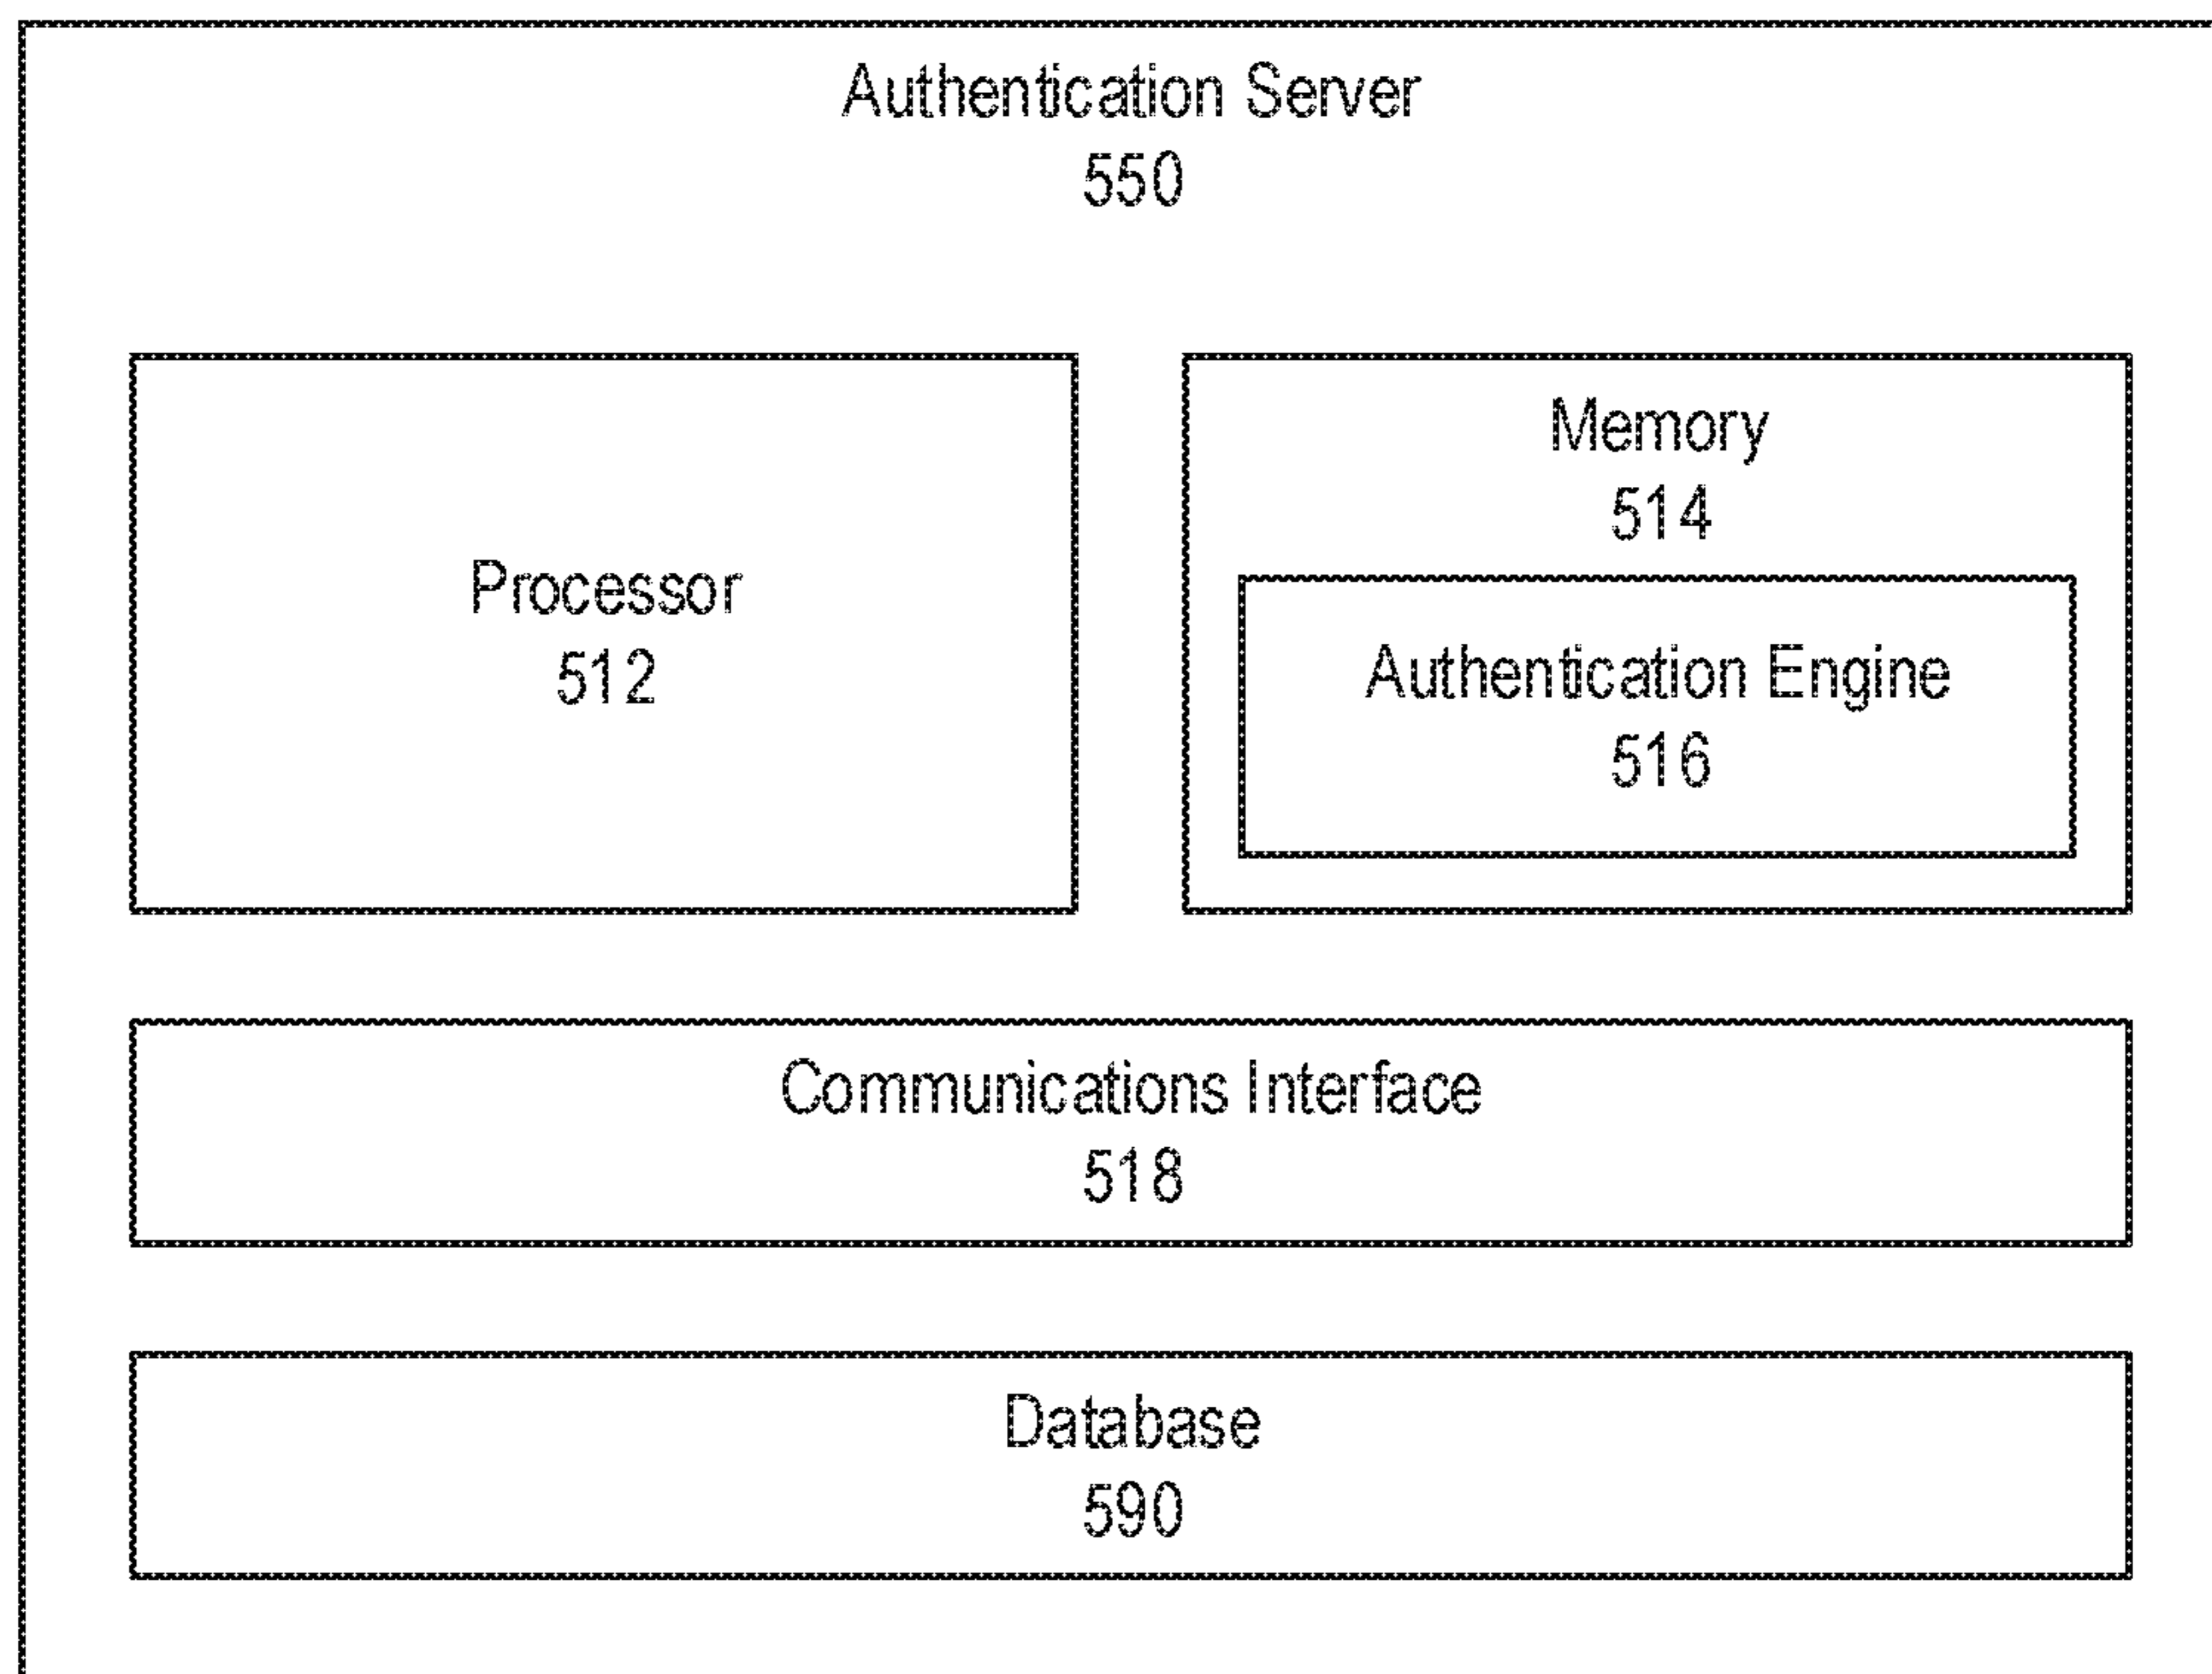 Authentication Server
550
Processor
512
Memory
514
Authentication Engine
516
Communications Interface
518
Database
590